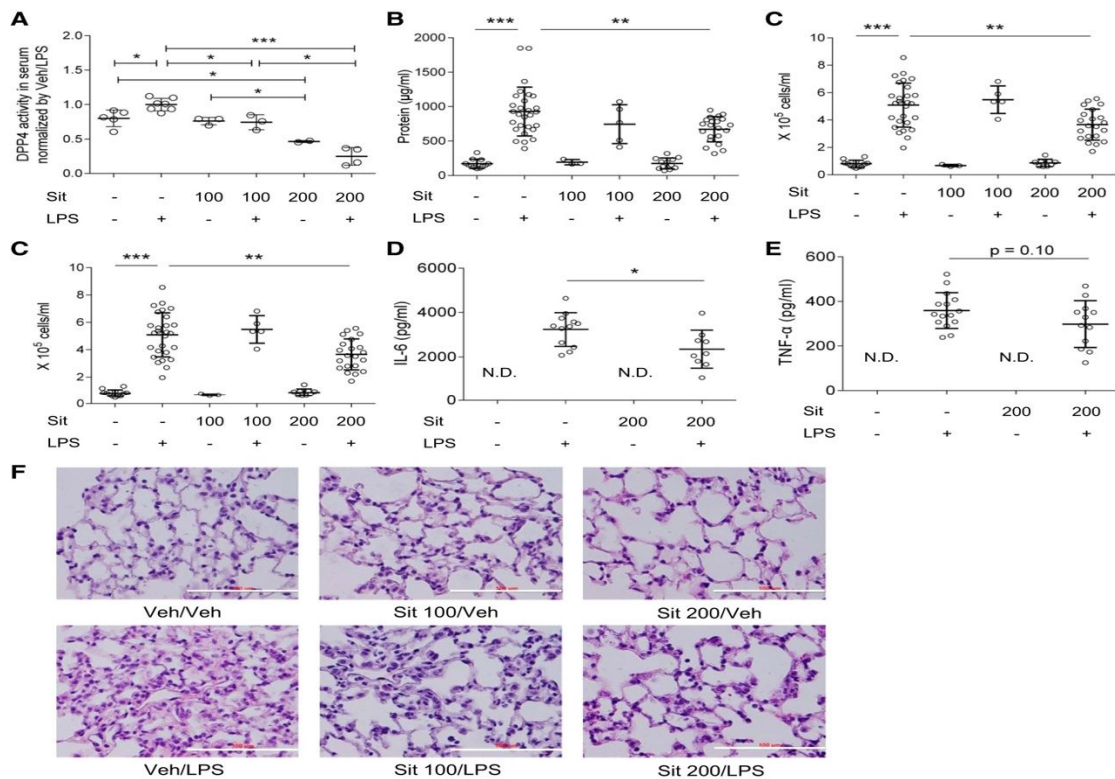 A
DPP4 activity in serum
normalized by Veh/LPS
2.0
1.5
1.0
0.5
0.0
*
***
*
*
*
*
Sit - - 100 100 200 200
LPS - + - + - +
B
Protein (µg/ml)
2000
1500
1000
500
0
***
**
Sit - - 100 100 200 200
LPS - + - + - +
C
X 10⁵ cells/ml
10
8
6
4
2
0
***
**
Sit - - 100 100 200 200
LPS - + - + - +
C
X 10⁵ cells/ml
10
8
6
4
2
0
***
**
Sit - - 100 100 200 200
LPS - + - + - +
D
IL-6 (pg/ml)
6000
4000
2000
0
*
N.D.
N.D.
Sit - - 200 200
LPS - + - +
E
TNF-α (pg/ml)
600
400
200
0
p = 0.10
N.D.
N.D.
Sit - - 200 200
LPS - + - +
F
Veh/Veh
Sit 100/Veh
Sit 200/Veh
Veh/LPS
Sit 100/LPS
Sit 200/LPS